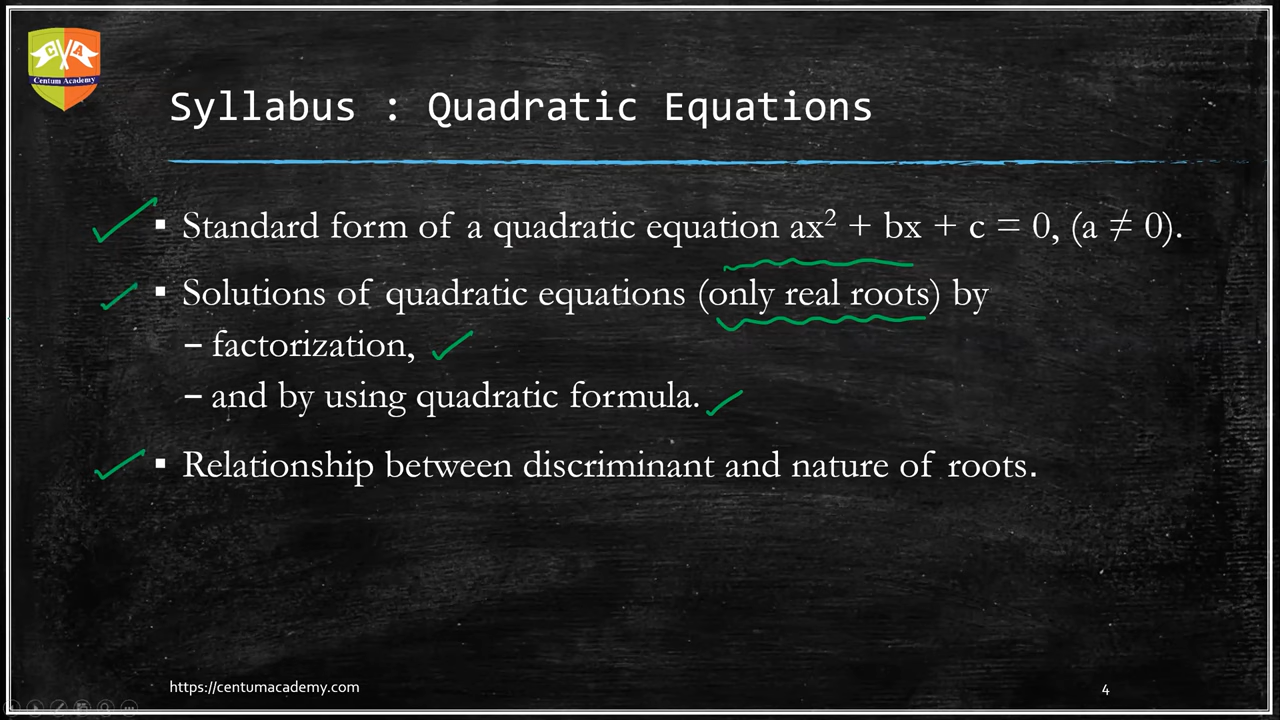 C A
Centum Academy
Syllabus : Quadratic Equations
▪ Standard form of a quadratic equation ax² + bx + c = 0, (a ≠ 0).
▪ Solutions of quadratic equations (only real roots) by
– factorization,
– and by using quadratic formula.
▪ Relationship between discriminant and nature of roots.
https://centumacademy.com
4